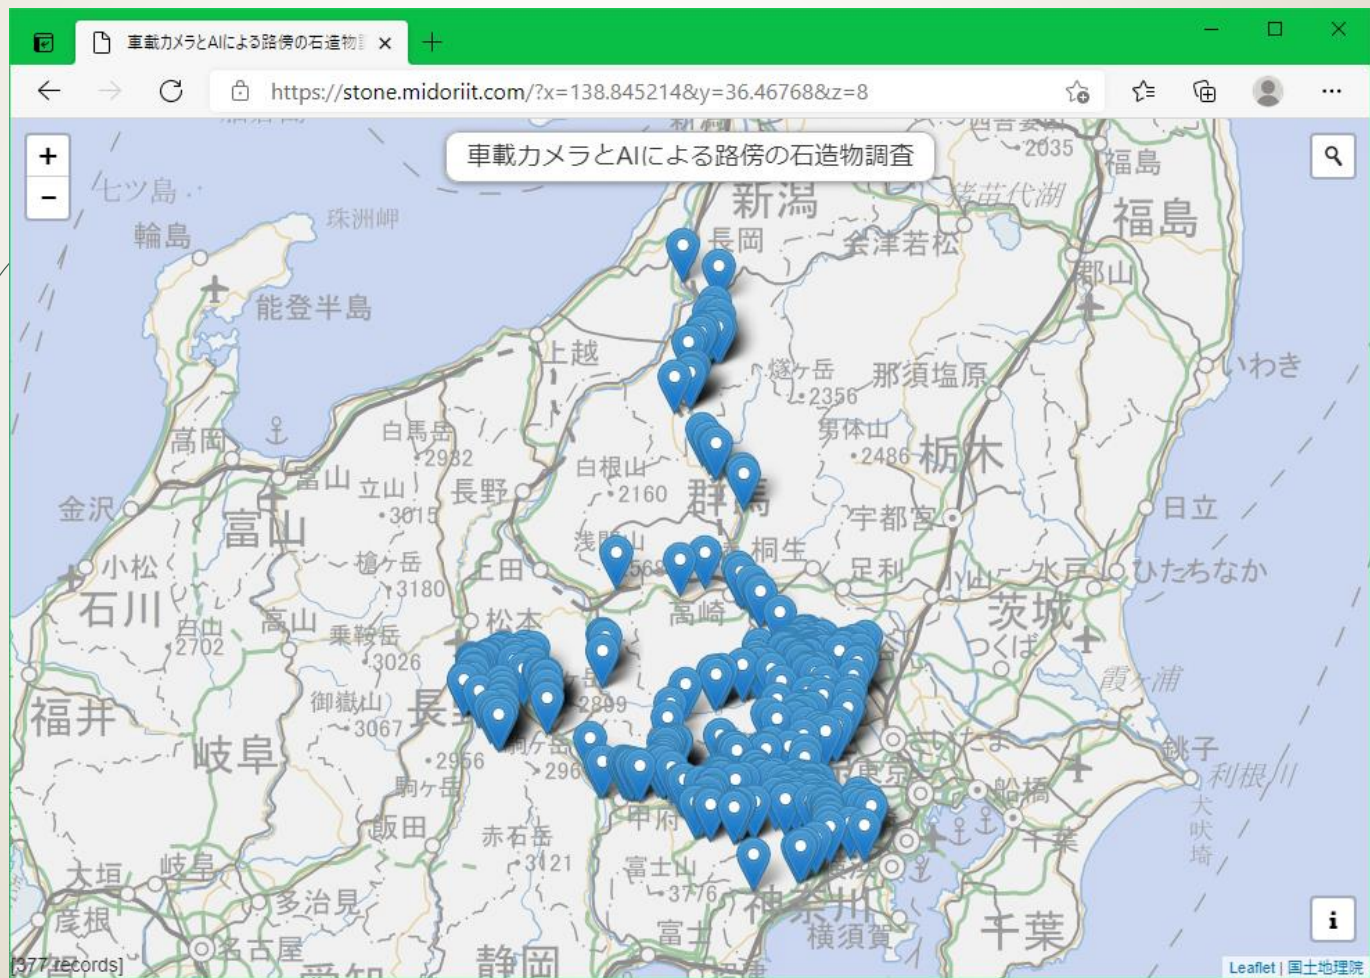 車載カメラとAIによる路傍の石造物
https://stone.midoriit.com/?x=138.845214&y=36.46768&z=8
車載カメラとAIによる路傍の石造物調査
+
−
2035
福島
七ツ島
珠洲岬
新潟
猪苗代湖
福島
輪島
長岡
会津若松
郡山
能登半島
上越
燧ヶ岳
2356
那須塩原
いわき
高岡
白馬岳
2932
男体山
2486
栃木
富山
立山
3015
長野
白根山
2160
群馬
金沢
富山
宇都宮
日立
小松
槍ヶ岳
3180
上田
浅間山
2568
桐生
足利
小山
水戸
ひたちなか
石川
白山
2702
高山
乗鞍岳
3026
松本
高崎
茨城
つくば
霞ヶ浦
福井
御嶽山
3067
長野
2899
岐阜
2956
駒ヶ岳
さいたま
銚子
利根川
東京
船橋
犬吠埼
飯田
赤石岳
3121
甲府
千葉
大垣
岐阜
多治見
富士山
3776
神奈川
横須賀
千葉
彦根
名古屋
愛知
静岡
富士
[377 records]
i
Leaflet | 国土地理院